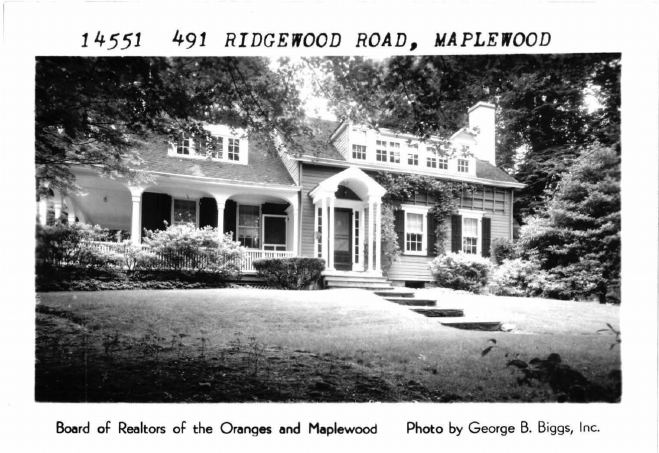 14551 491 RIDGEWOOD ROAD, MAPLEWOOD
Board of Realtors of the Oranges and Maplewood Photo by George B. Biggs, Inc.